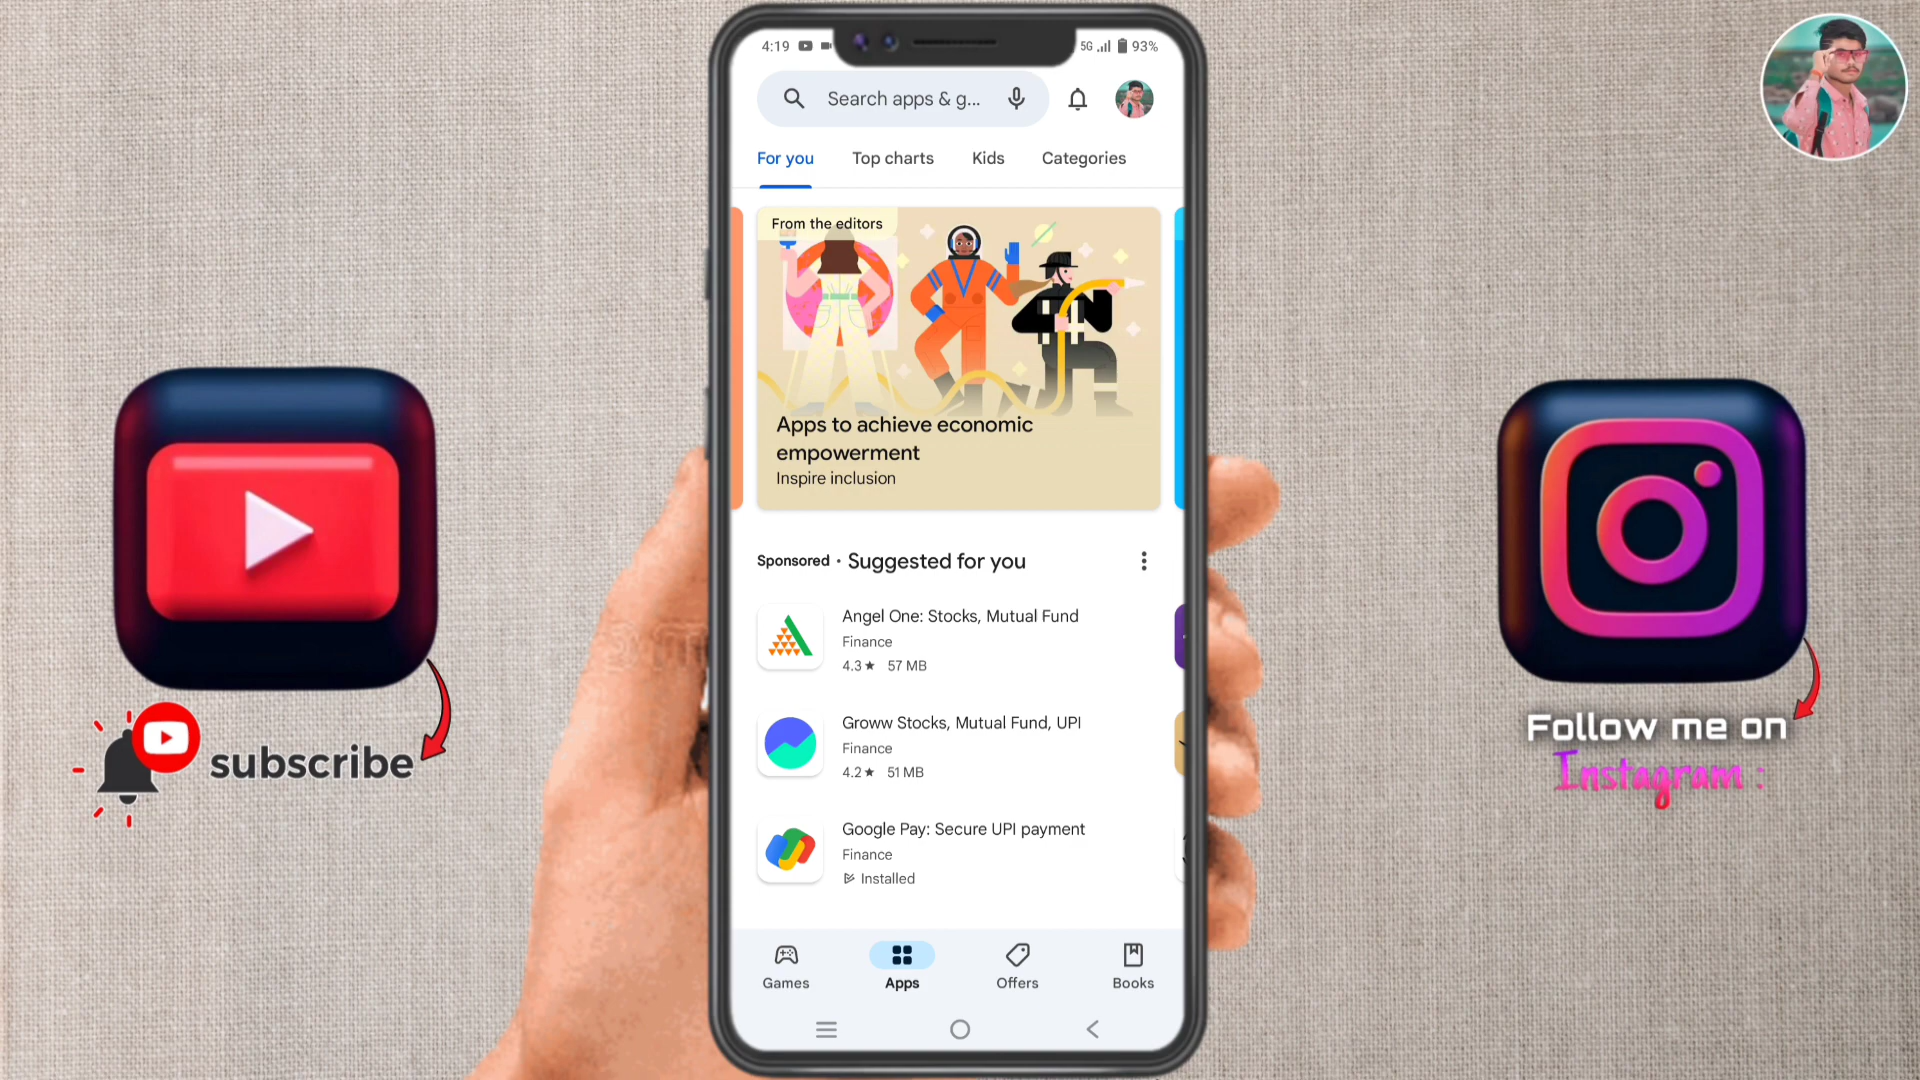 4:19
5G 93%
Search apps & g...
For you Top charts Kids Categories
From the editors
Apps to achieve economic
empowerment
Inspire inclusion
Sponsored • Suggested for you
Angel One: Stocks, Mutual Fund
Finance
4.3★ 57 MB
Groww Stocks, Mutual Fund, UPI
Finance
4.2★ 51 MB
Google Pay: Secure UPI payment
Finance
Installed
Games Apps Offers Books
subscribe
Follow me on
Instagram :